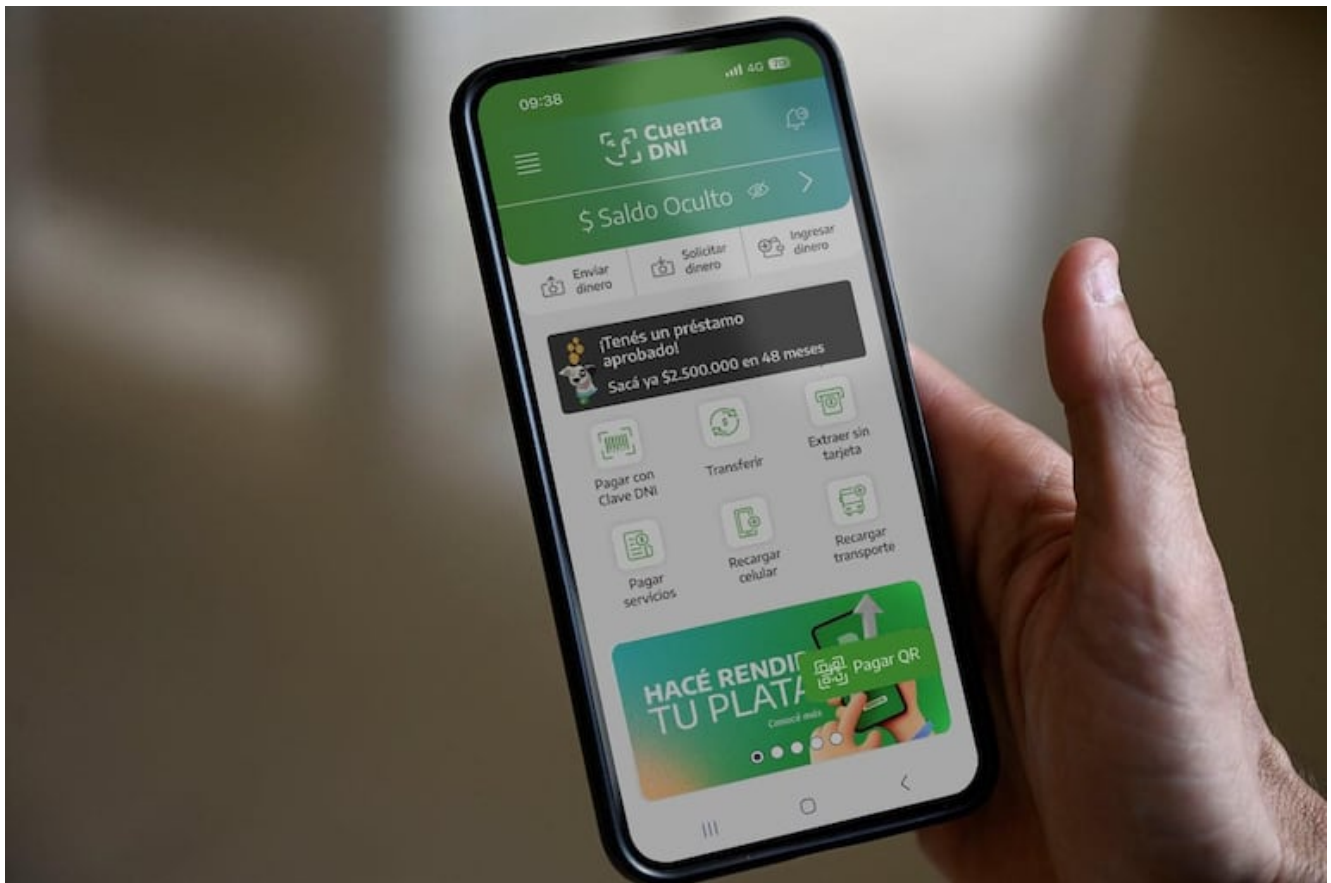 09:38
4G
Cuenta
DNI
$ Saldo Oculto
Enviar
dinero
Solicitar
dinero
Ingresar
dinero
¡Tenés un préstamo
aprobado!
Sacá ya $2.500.000 en 48 meses
Pagar con
Clave DNI
Transferir
Extraer sin
tarjeta
Pagar
servicios
Recargar
celular
Recargar
transporte
HACÉ RENDI
TU PLATA
Conocé más
Pagar QR